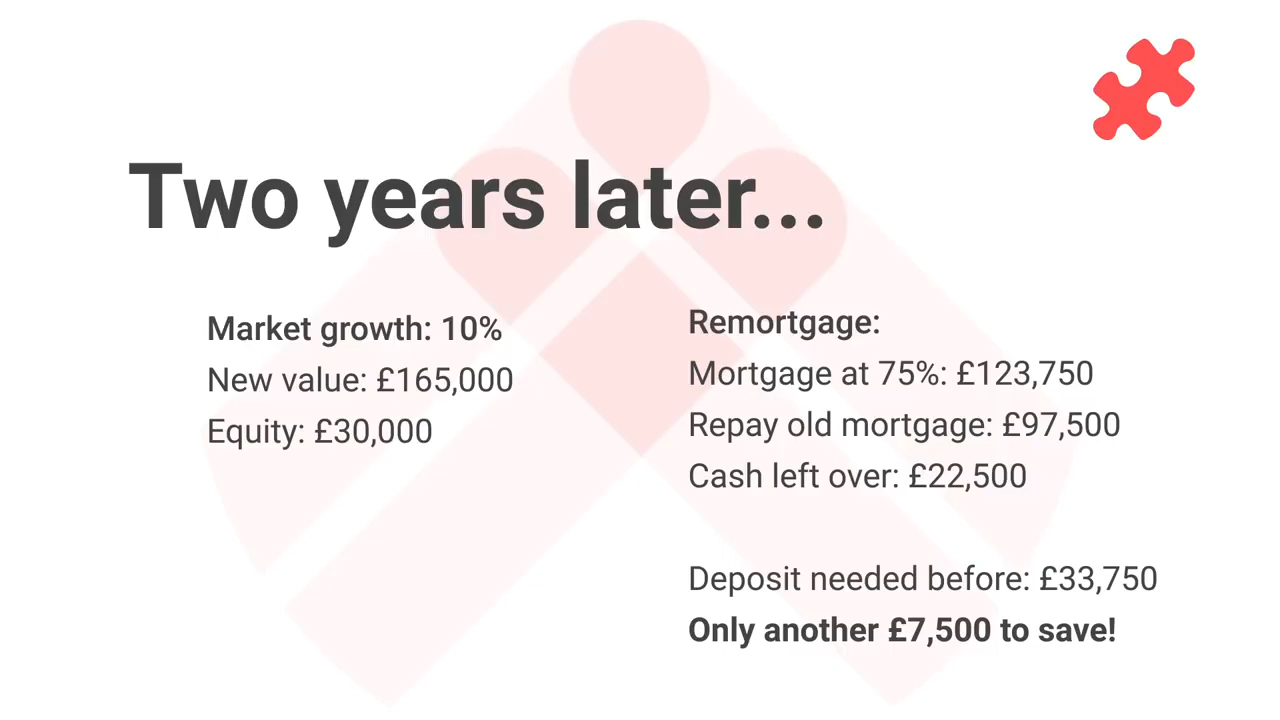 Two years later...
Market growth: 10%
New value: £165,000
Equity: £30,000
Remortgage:
Mortgage at 75%: £123,750
Repay old mortgage: £97,500
Cash left over: £22,500
Deposit needed before: £33,750
Only another £7,500 to save!